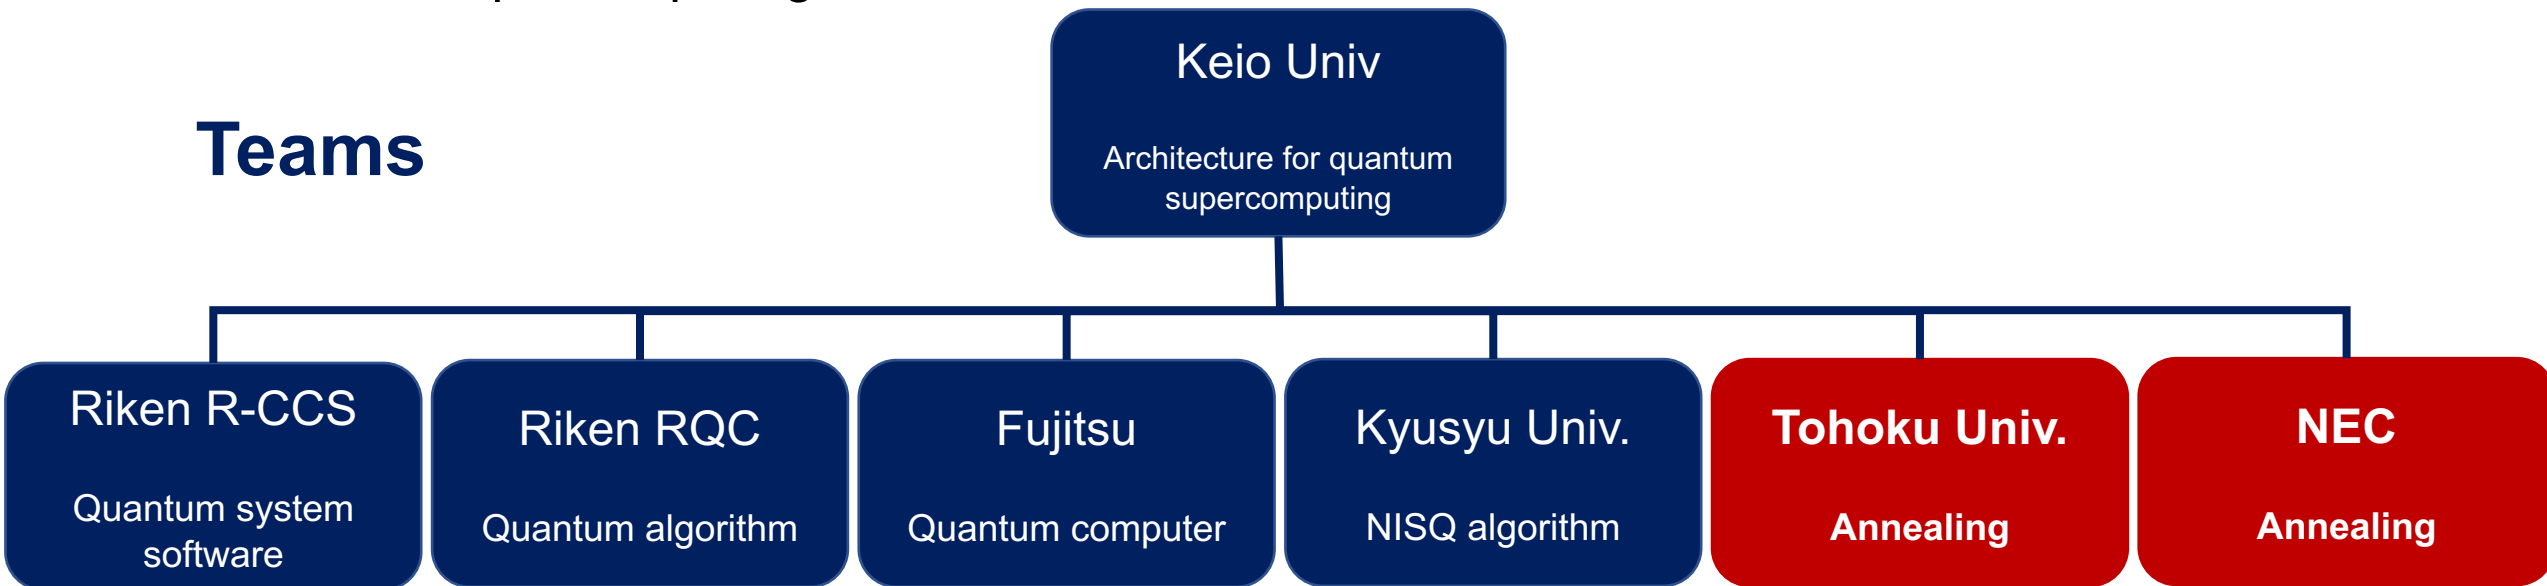 Teams
Keio Univ
Architecture for quantum
supercomputing
Riken R-CCS
Quantum system
software
Riken RQC
Quantum algorithm
Fujitsu
Quantum computer
Kyusyu Univ.
NISQ algorithm
Tohoku Univ.
Annealing
NEC
Annealing